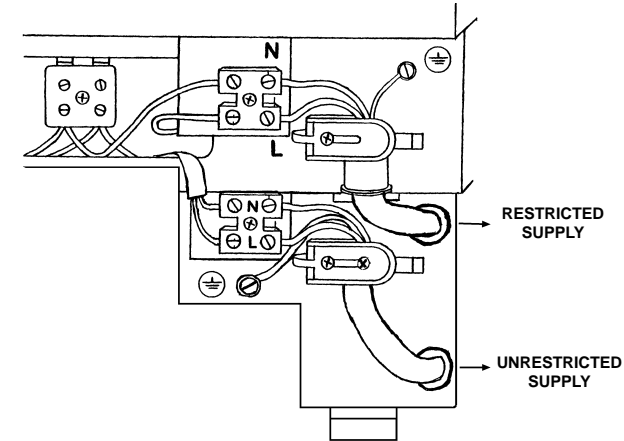 N
L
N
L
RESTRICTED
SUPPLY
UNRESTRICTED
SUPPLY